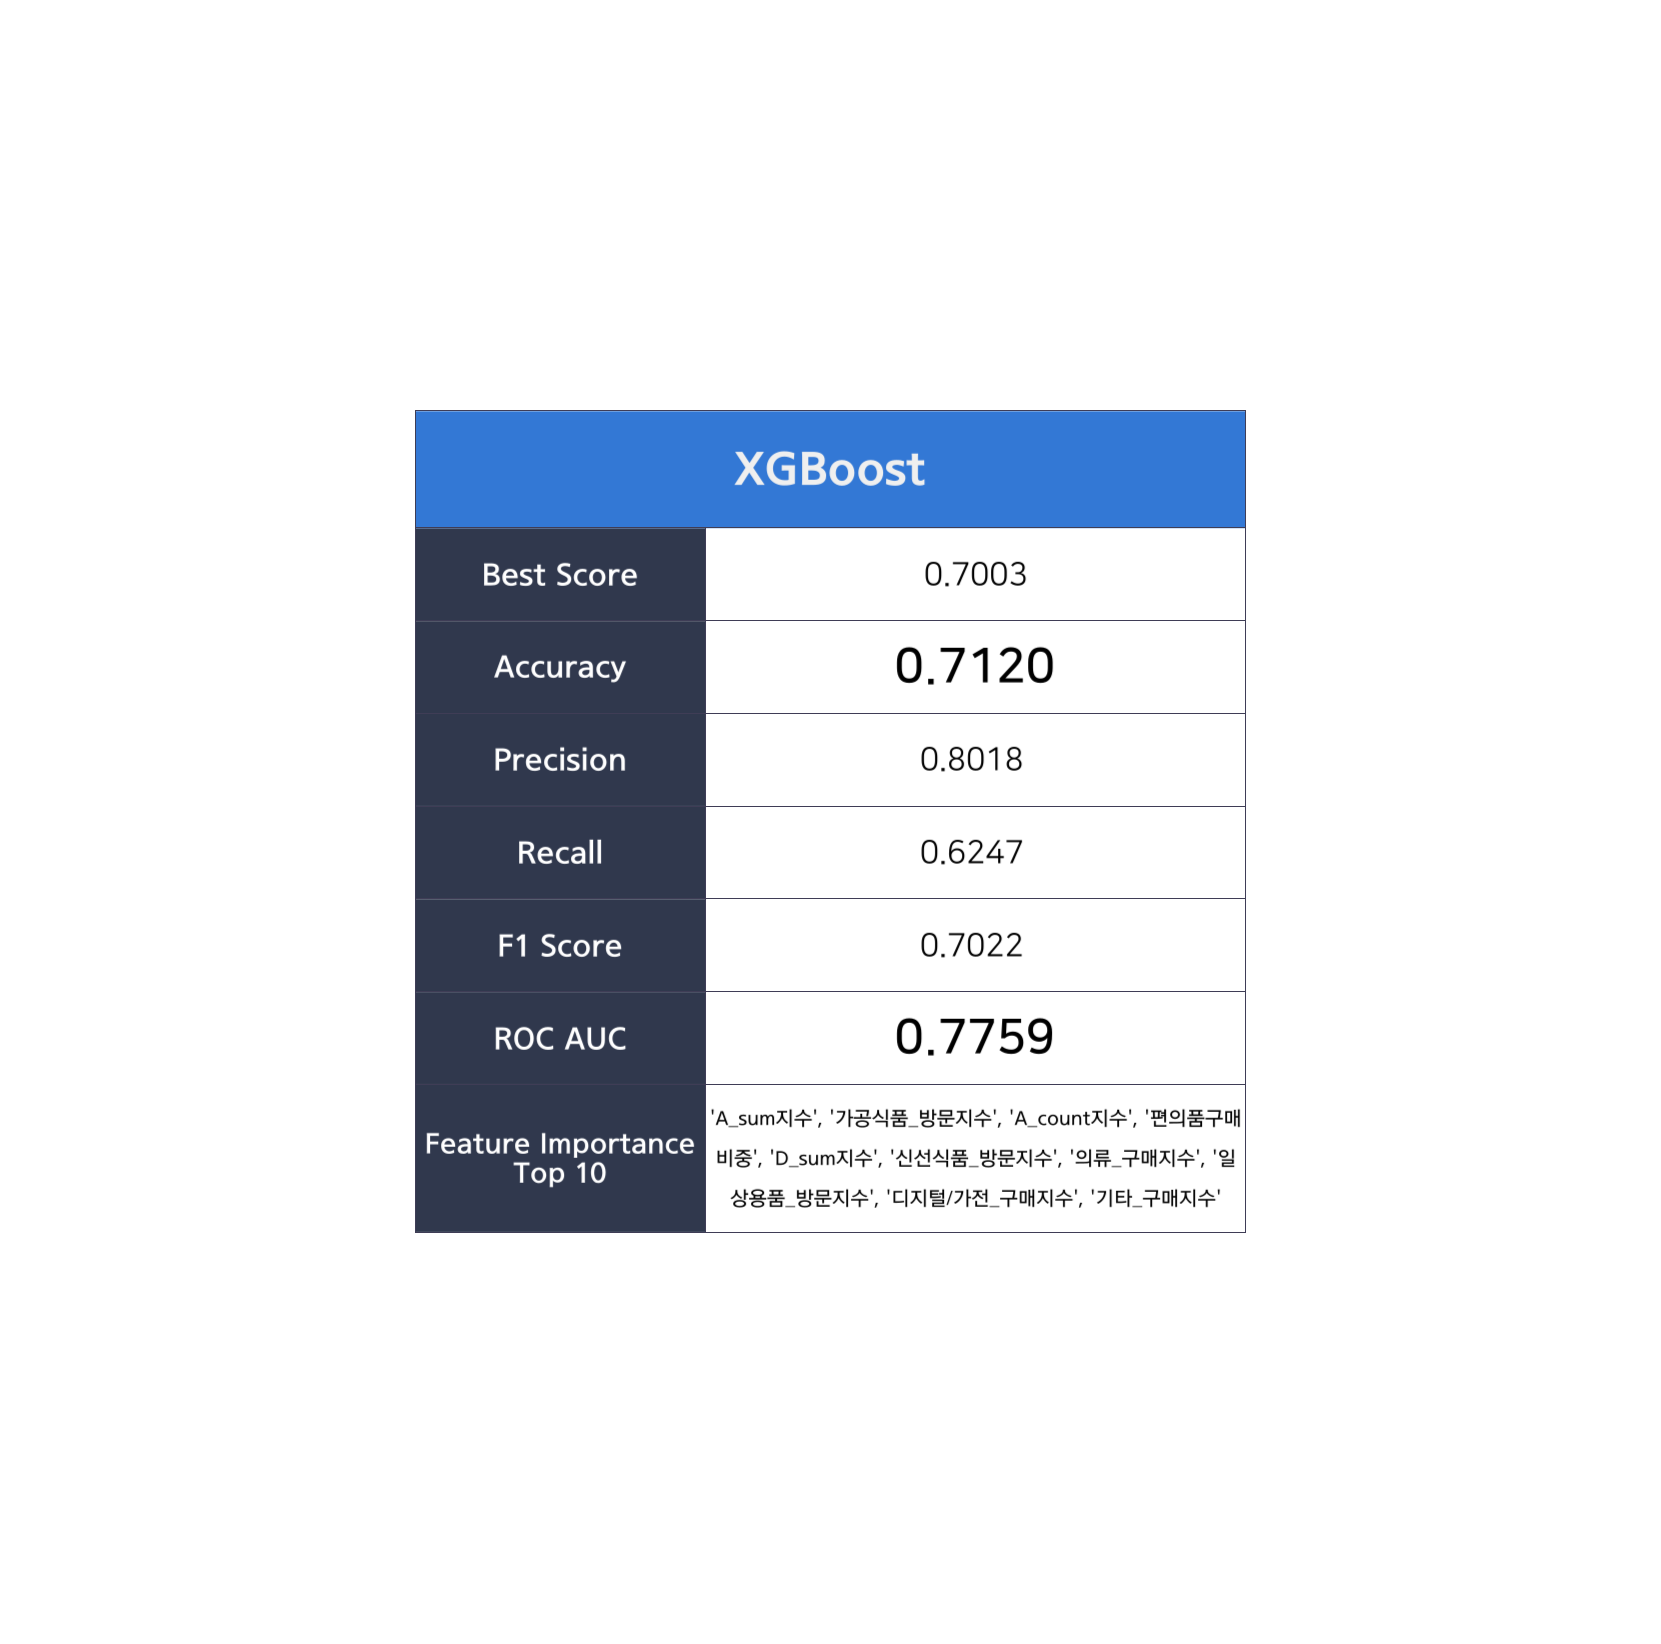 XGBoost
Best Score
0.7003
Accuracy
0.7120
Precision
0.8018
Recall
0.6247
F1 Score
0.7022
ROC AUC
0.7759
Feature Importance
Top 10
'A_sum지수', '가공식품_방문지수', 'A_count지수', '편의품구매
비중', 'D_sum지수', '신선식품_방문지수', '의류_구매지수', '일
상용품_방문지수', '디지털/가전_구매지수', '기타_구매지수'